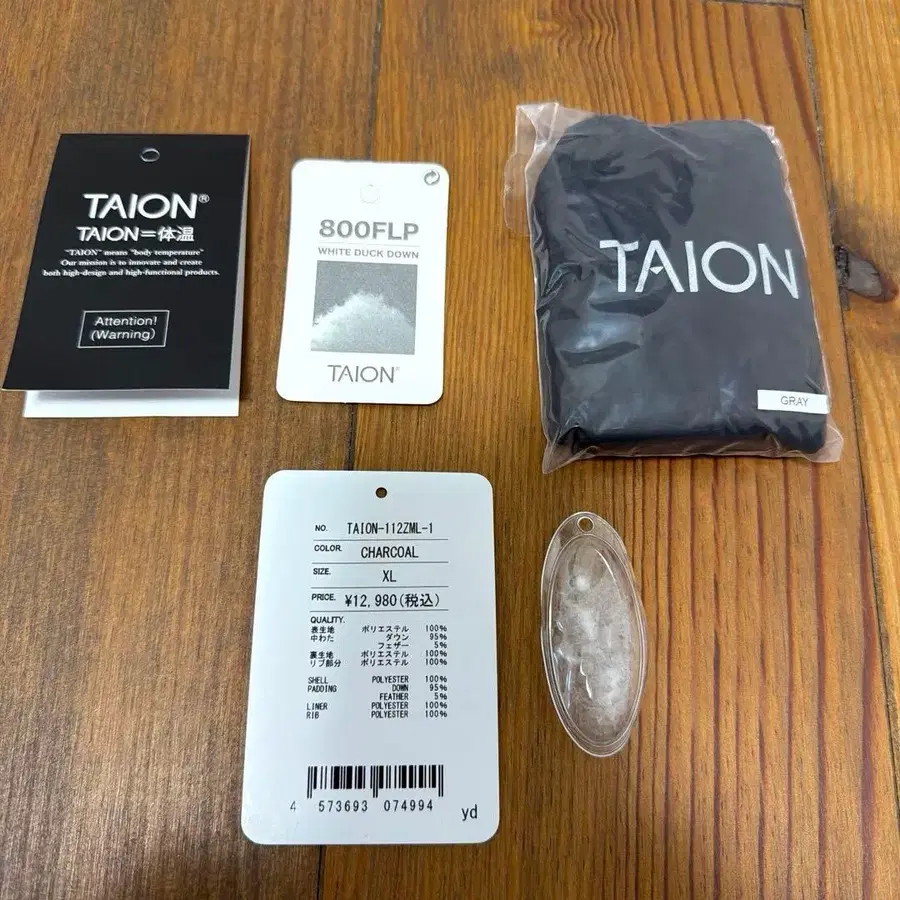 TAION®
TAION=体温
"TAION" means "body temperature"
Our mission is to innovate and create
both high-design and high-functional products.
Attention!
(Warning)
800FLP
WHITE DUCK DOWN
TAION®
TAION
GRAY
NO. TAION-112ZML-1
COLOR. CHARCOAL
SIZE. XL
PRICE. ¥12,980(税込)
QUALITY.
表生地 ポリエステル 100%
中わた ダウン 95%
フェザー 5%
裏生地 ポリエステル 100%
リブ部分 ポリエステル 100%
SHELL POLYESTER 100%
PADDING DOWN 95%
FEATHER 5%
LINER POLYESTER 100%
RIB POLYESTER 100%
4 573693 074994
yd